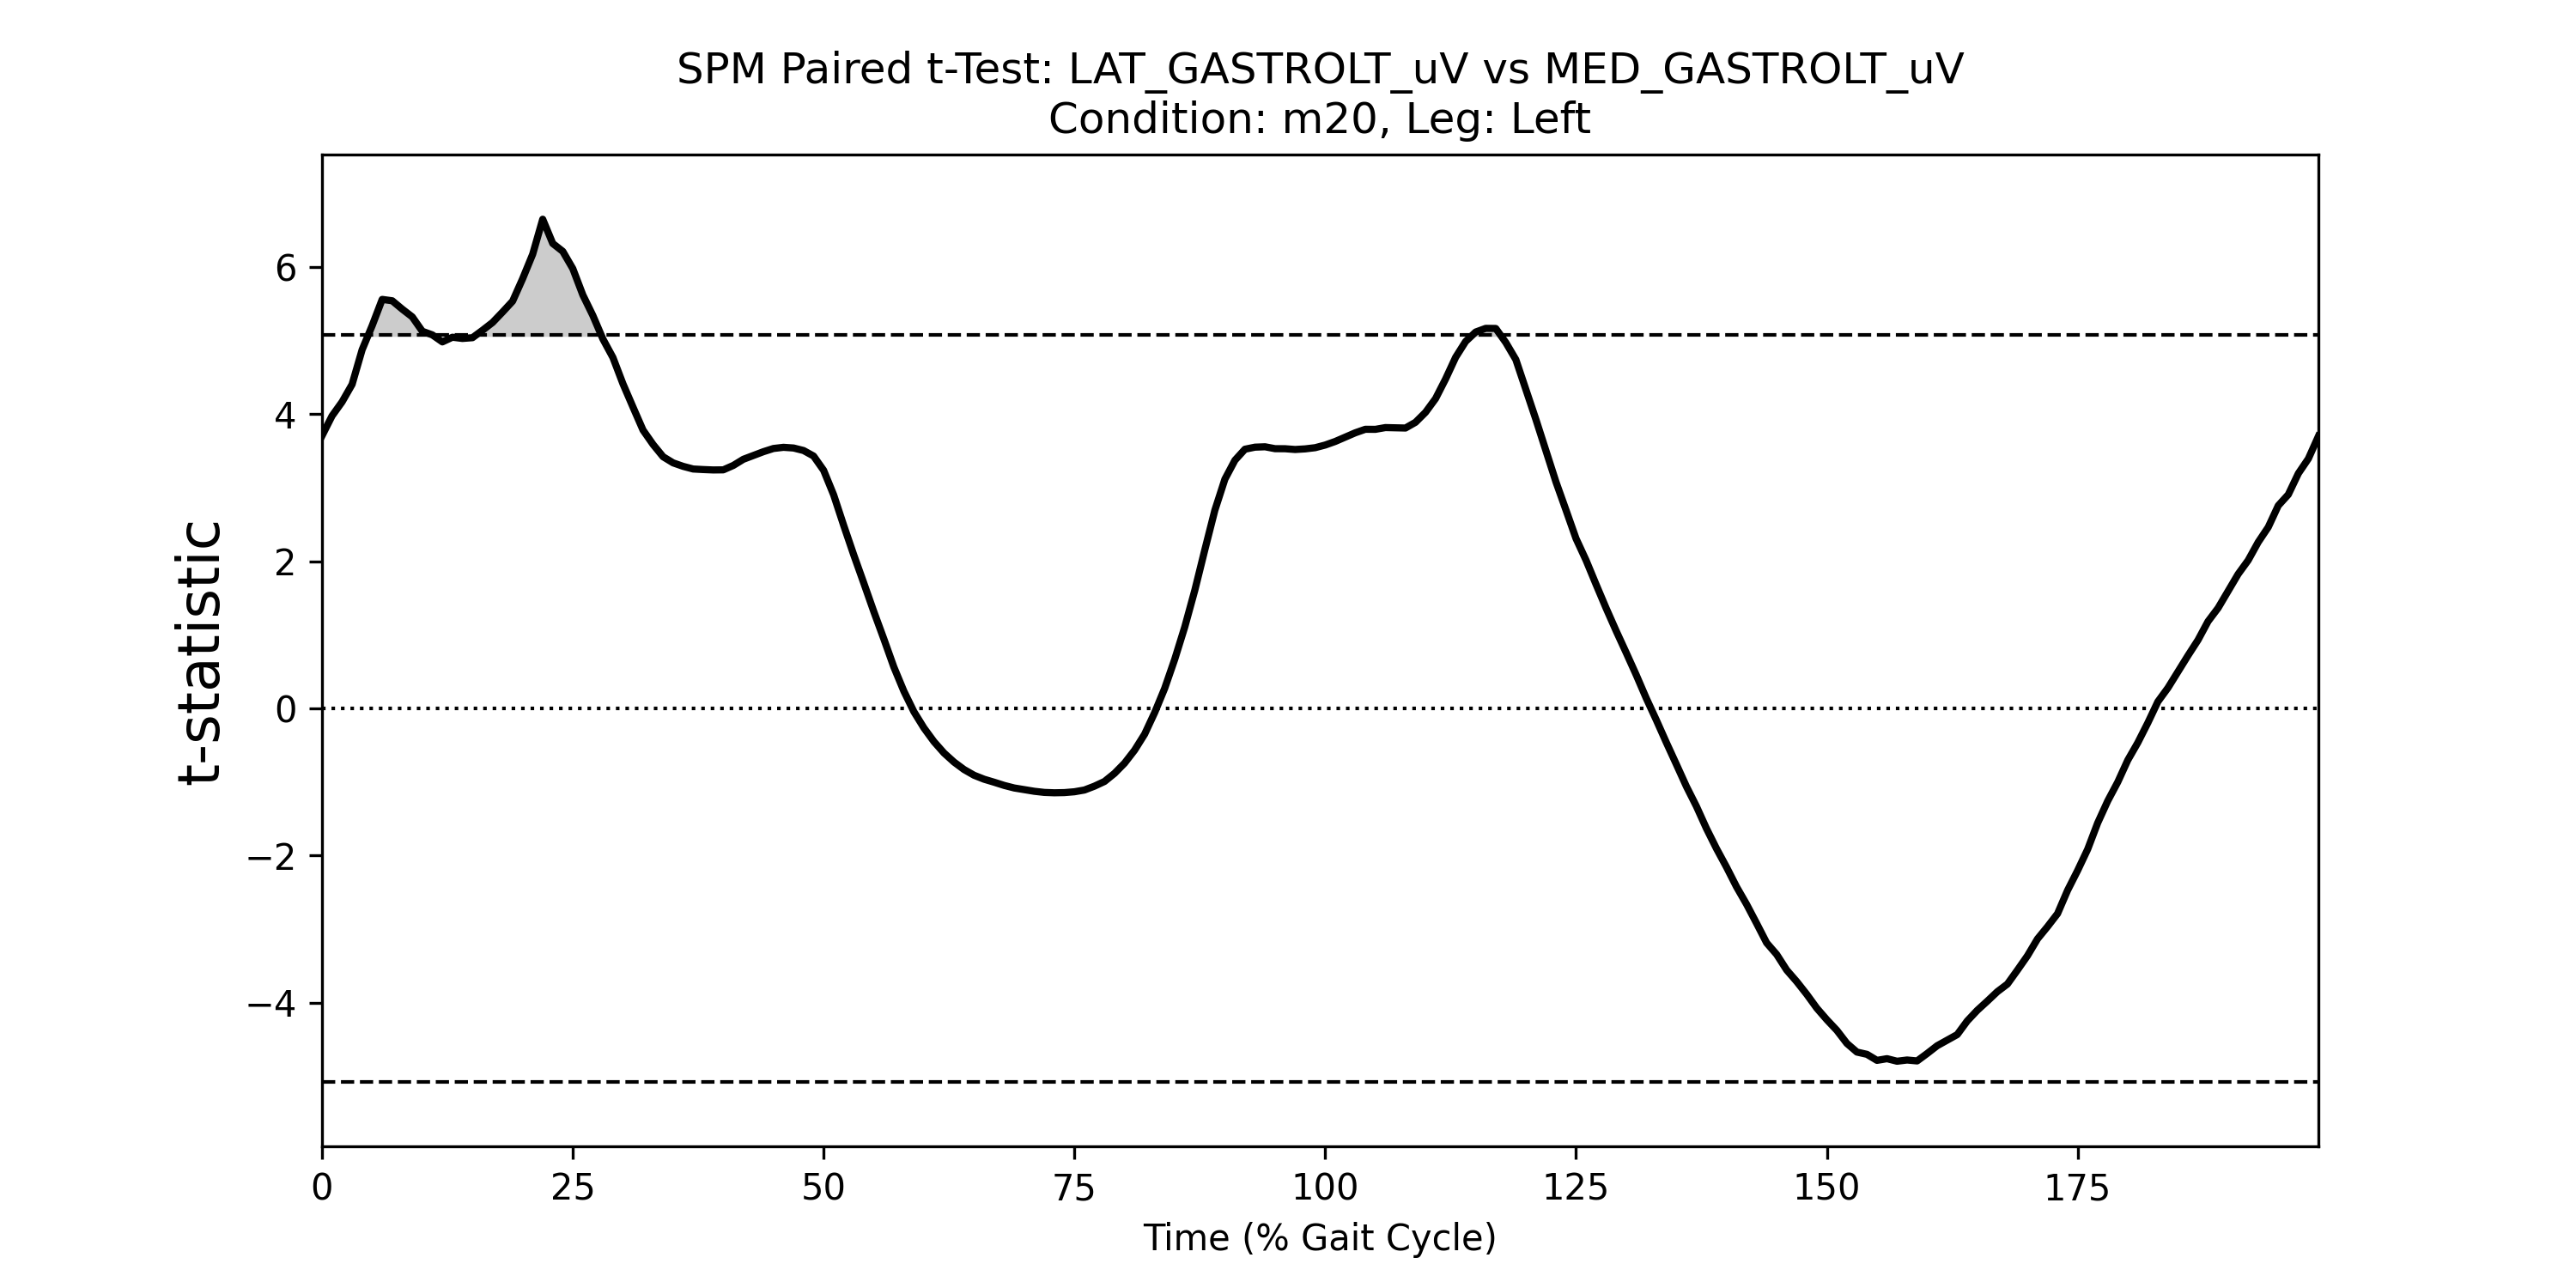 SPM Paired t-Test: LAT_GASTROLT_uV vs MED_GASTROLT_uV
Condition: m20, Leg: Left
t-statistic
6
4
2
0
−2
−4
0 25 50 75 100 125 150 175
Time (% Gait Cycle)